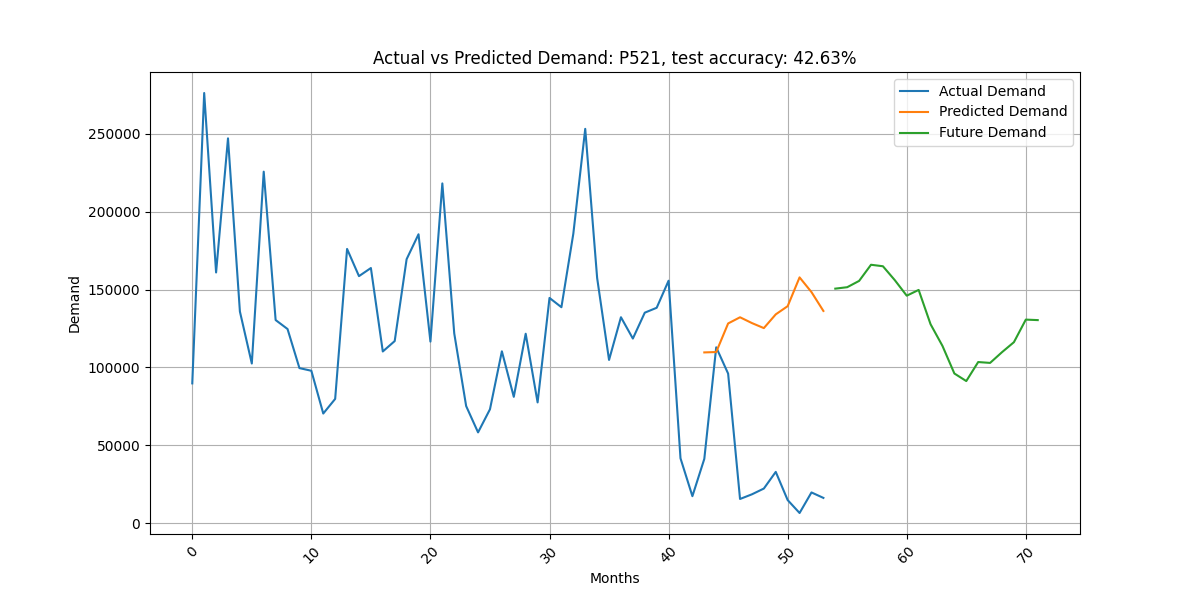 Actual vs Predicted Demand: P521, test accuracy: 42.63%
Actual Demand
Predicted Demand
Future Demand
Demand
250000
200000
150000
100000
50000
0
0 10 20 30 40 50 60 70
Months